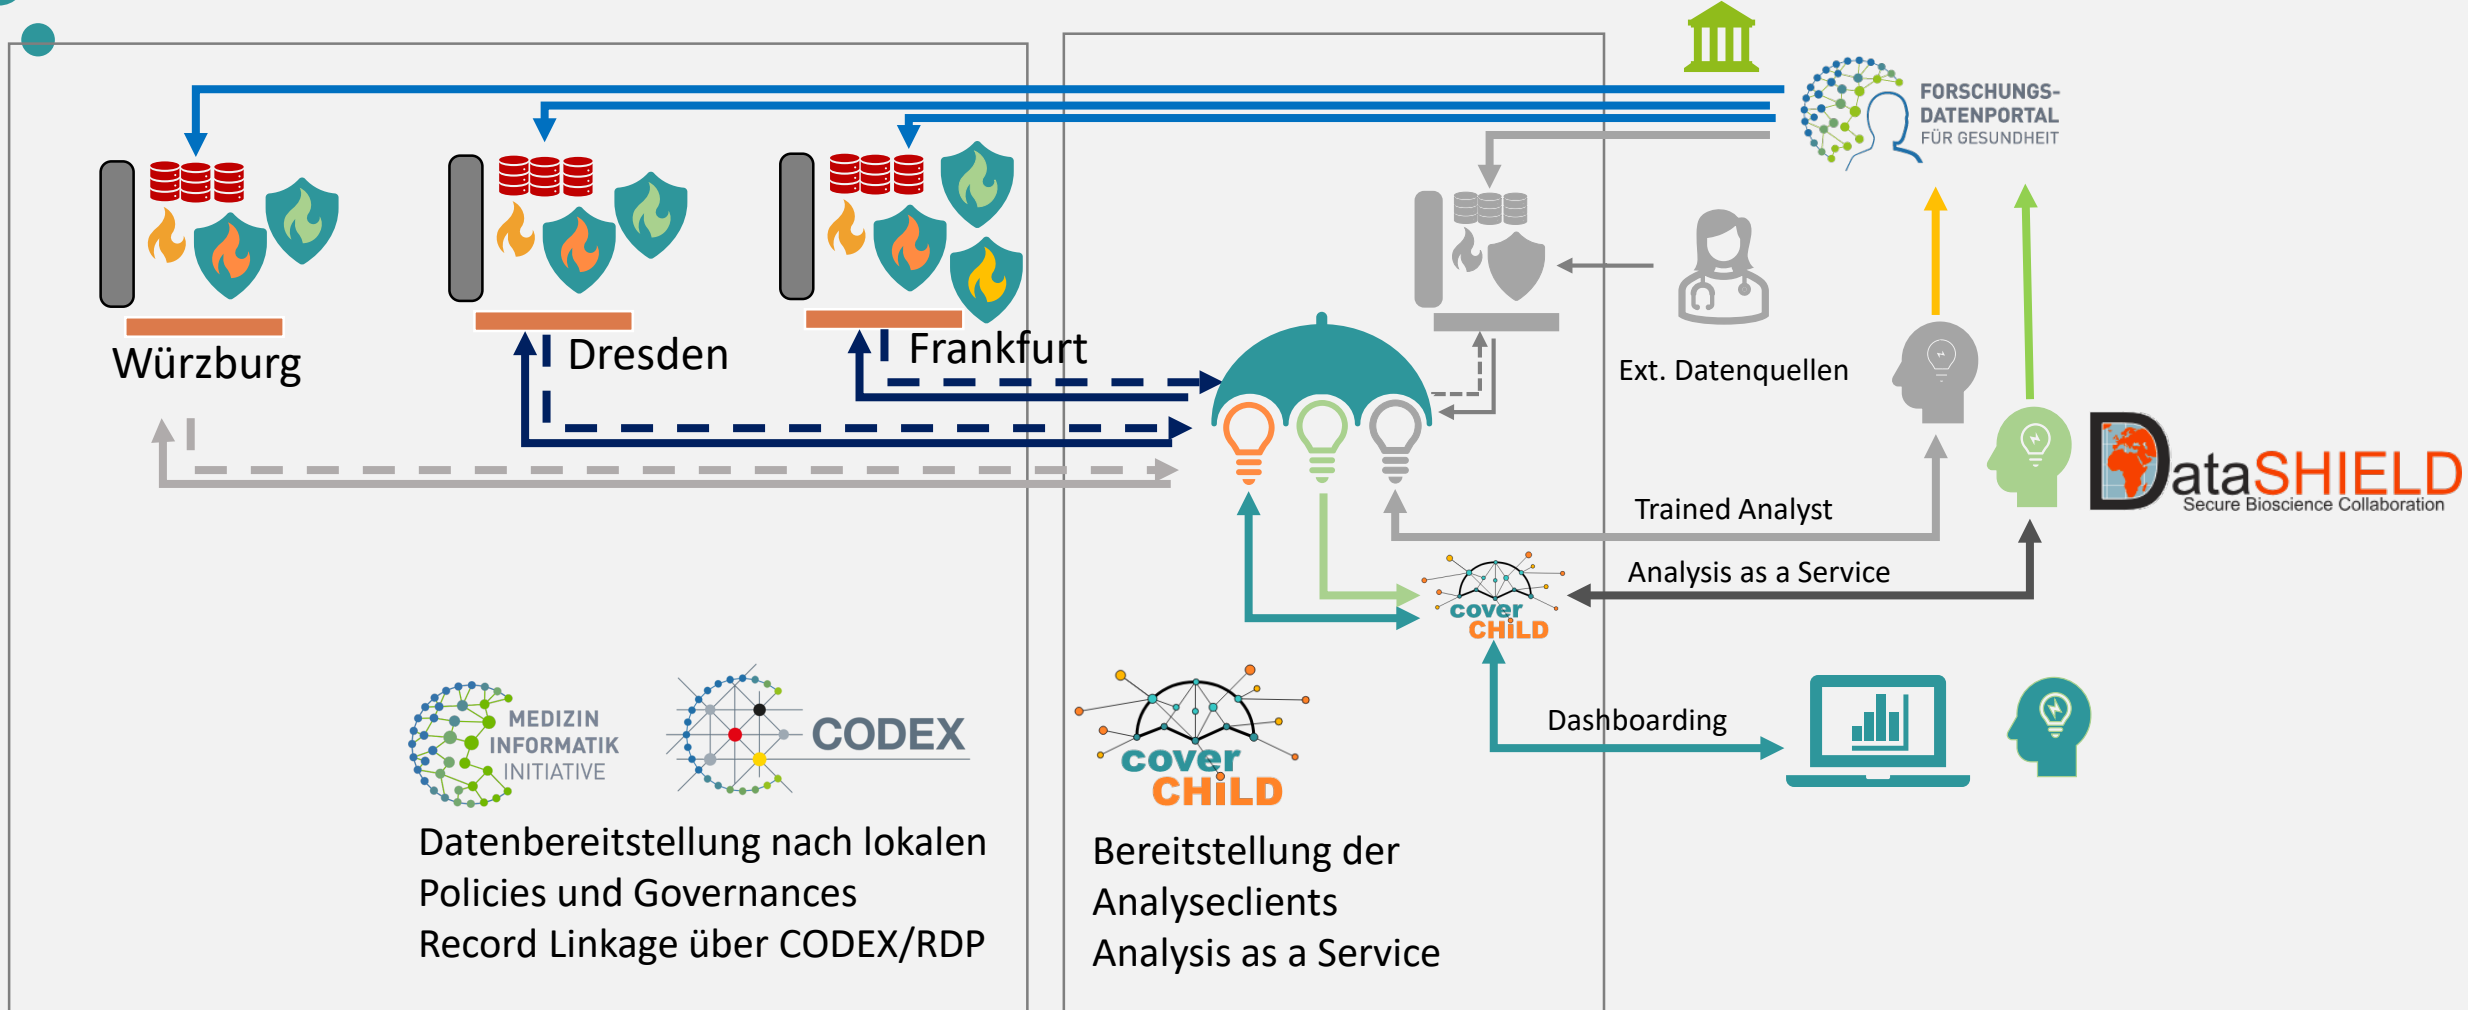 FORSCHUNGS-
DATENPORTAL
FÜR GESUNDHEIT
Würzburg
Dresden
Frankfurt
Ext. Datenquellen
DataSHIELD
Secure Bioscience Collaboration
Trained Analyst
Analysis as a Service
cover
CHiLD
Dashboarding
MEDIZIN
INFORMATIK
INITIATIVE
CODEX
cover
CHiLD
Datenbereitstellung nach lokalen
Policies und Governances
Record Linkage über CODEX/RDP
Bereitstellung der
Analyseclients
Analysis as a Service